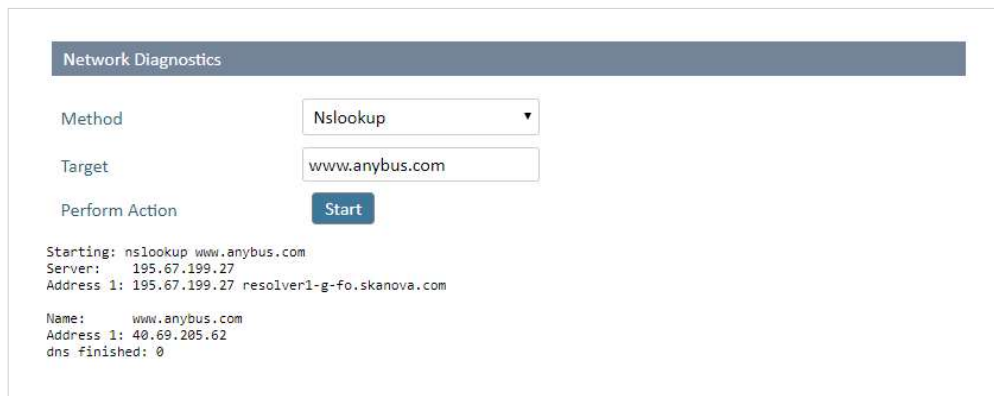 Network Diagnostics
Method Nslookup
Target www.anybus.com
Perform Action Start
Starting: nslookup www.anybus.com
Server: 195.67.199.27
Address 1: 195.67.199.27 resolver1-g-fo.skanova.com
Name: www.anybus.com
Address 1: 40.69.205.62
dns finished: 0